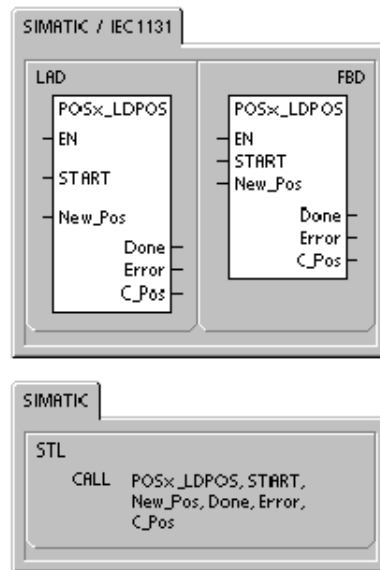 SIMATIC / IEC 1131
LAD
POSx_LDPOS
EN
START
New_Pos
Done
Error
C_Pos
FBD
POSx_LDPOS
EN
START
New_Pos
Done
Error
C_Pos
SIMATIC
STL
CALL POSx_LDPOS, START,
New_Pos, Done, Error,
C_Pos